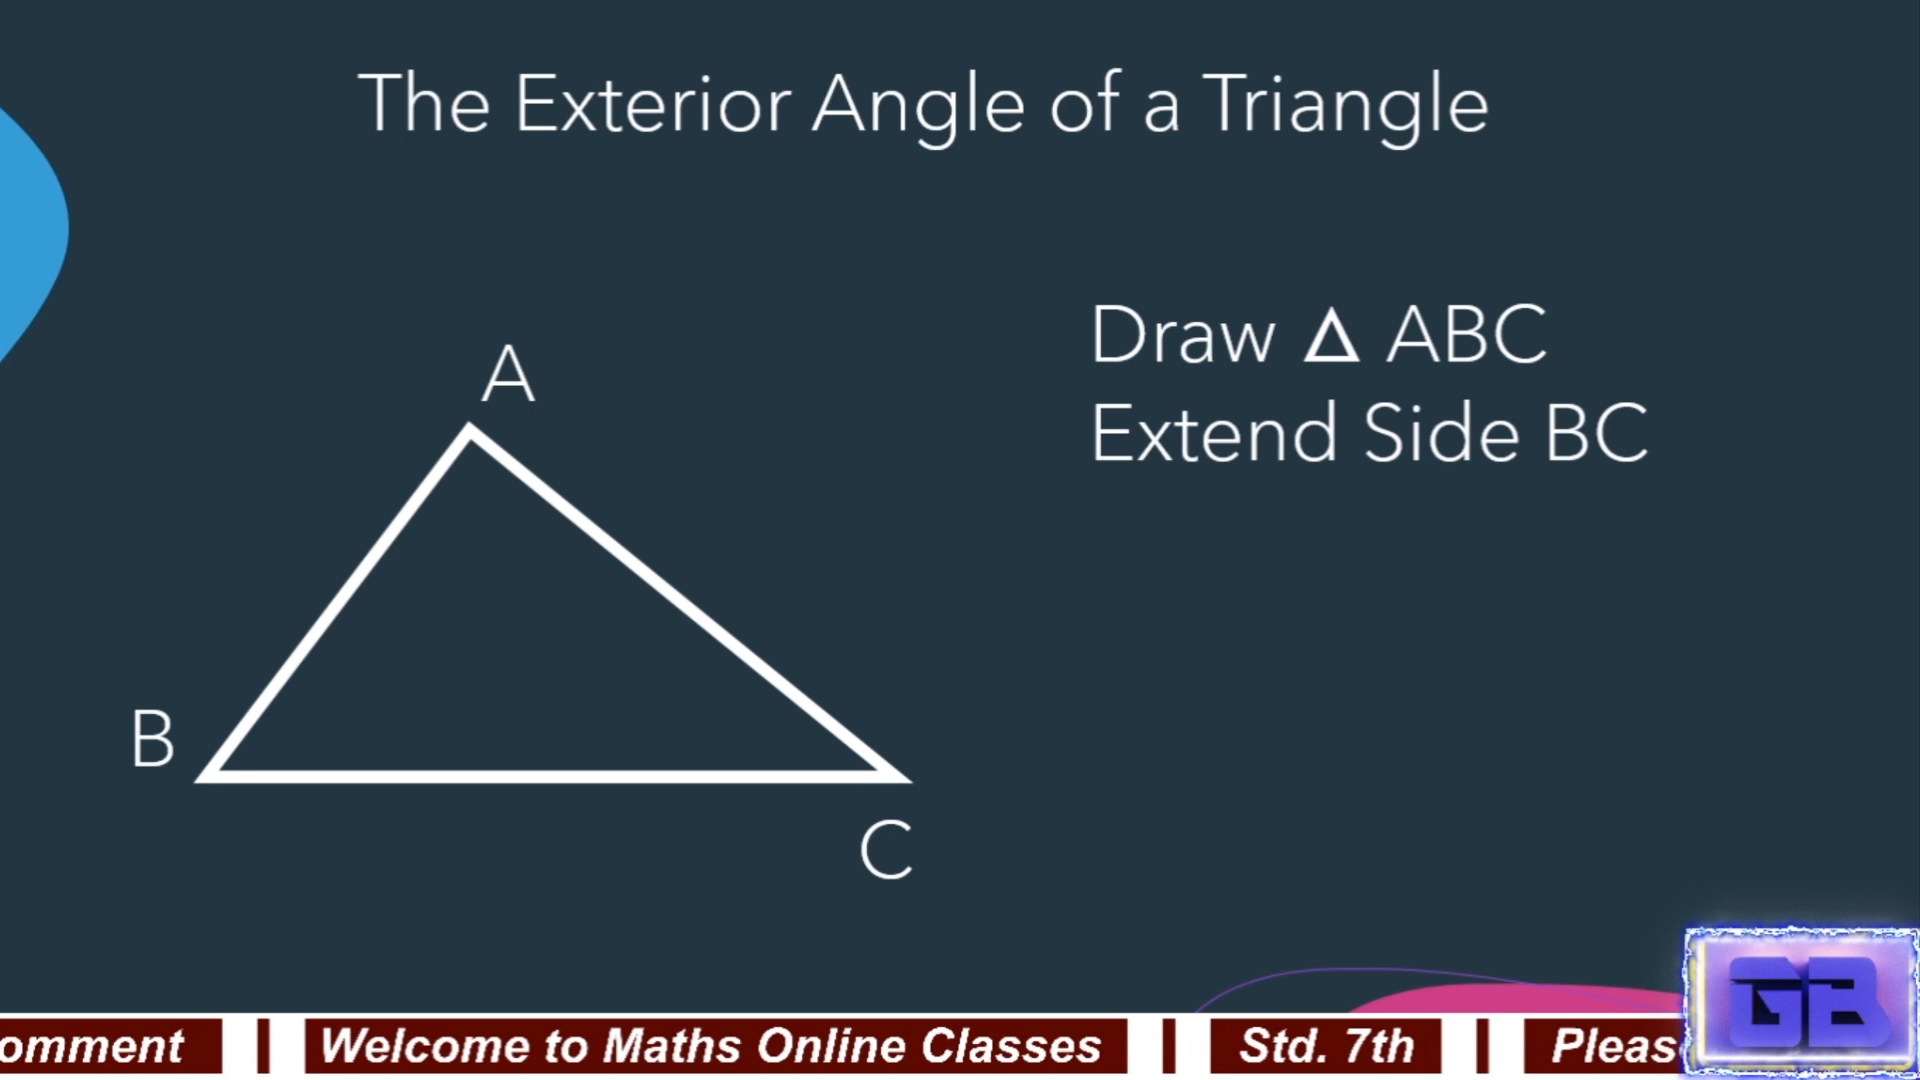 The Exterior Angle of a Triangle
Draw Δ ABC
Extend Side BC
A
B
C
omment | Welcome to Maths Online Classes | Std. 7th | Pleas
GB